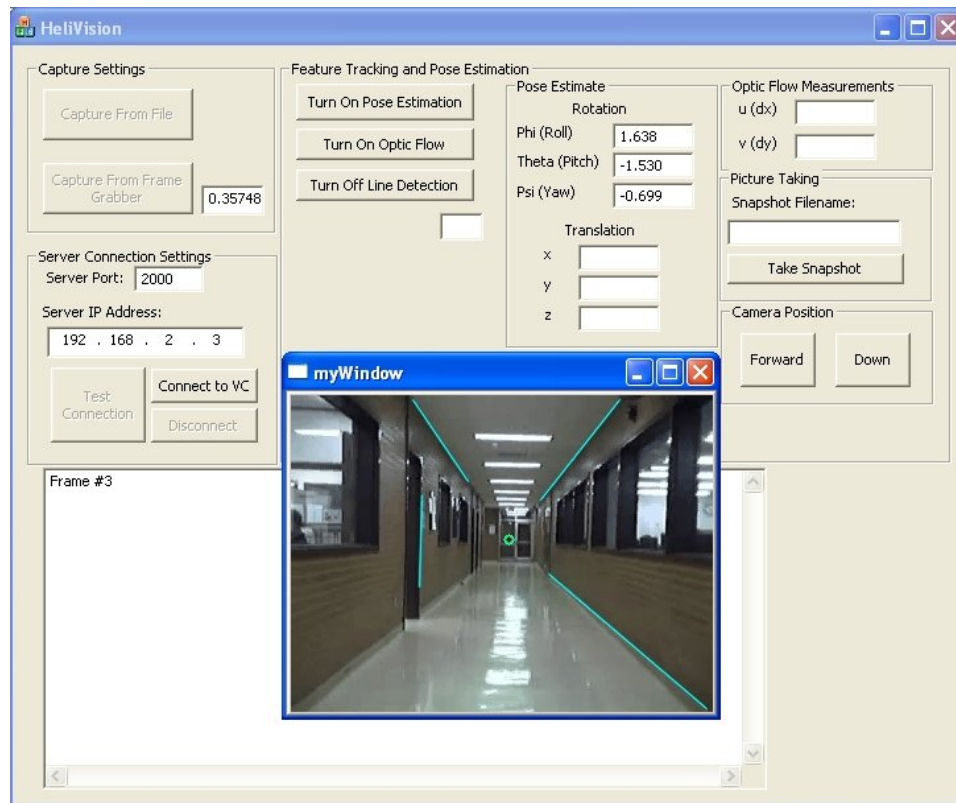 HeliVision
Capture Settings
Capture From File
Capture From Frame
Grabber
0.35748
Server Connection Settings
Server Port: 2000
Server IP Address:
192 . 168 . 2 . 3
Test
Connection
Connect to VC
Disconnect
Feature Tracking and Pose Estimation
Turn On Pose Estimation
Turn On Optic Flow
Turn Off Line Detection
Pose Estimate
Rotation
Phi (Roll) 1.638
Theta (Pitch) -1.530
Psi (Yaw) -0.699
Translation
x
y
z
Optic Flow Measurements
u (dx)
v (dy)
Picture Taking
Snapshot Filename:
Take Snapshot
Camera Position
Forward
Down
myWindow
Frame #3